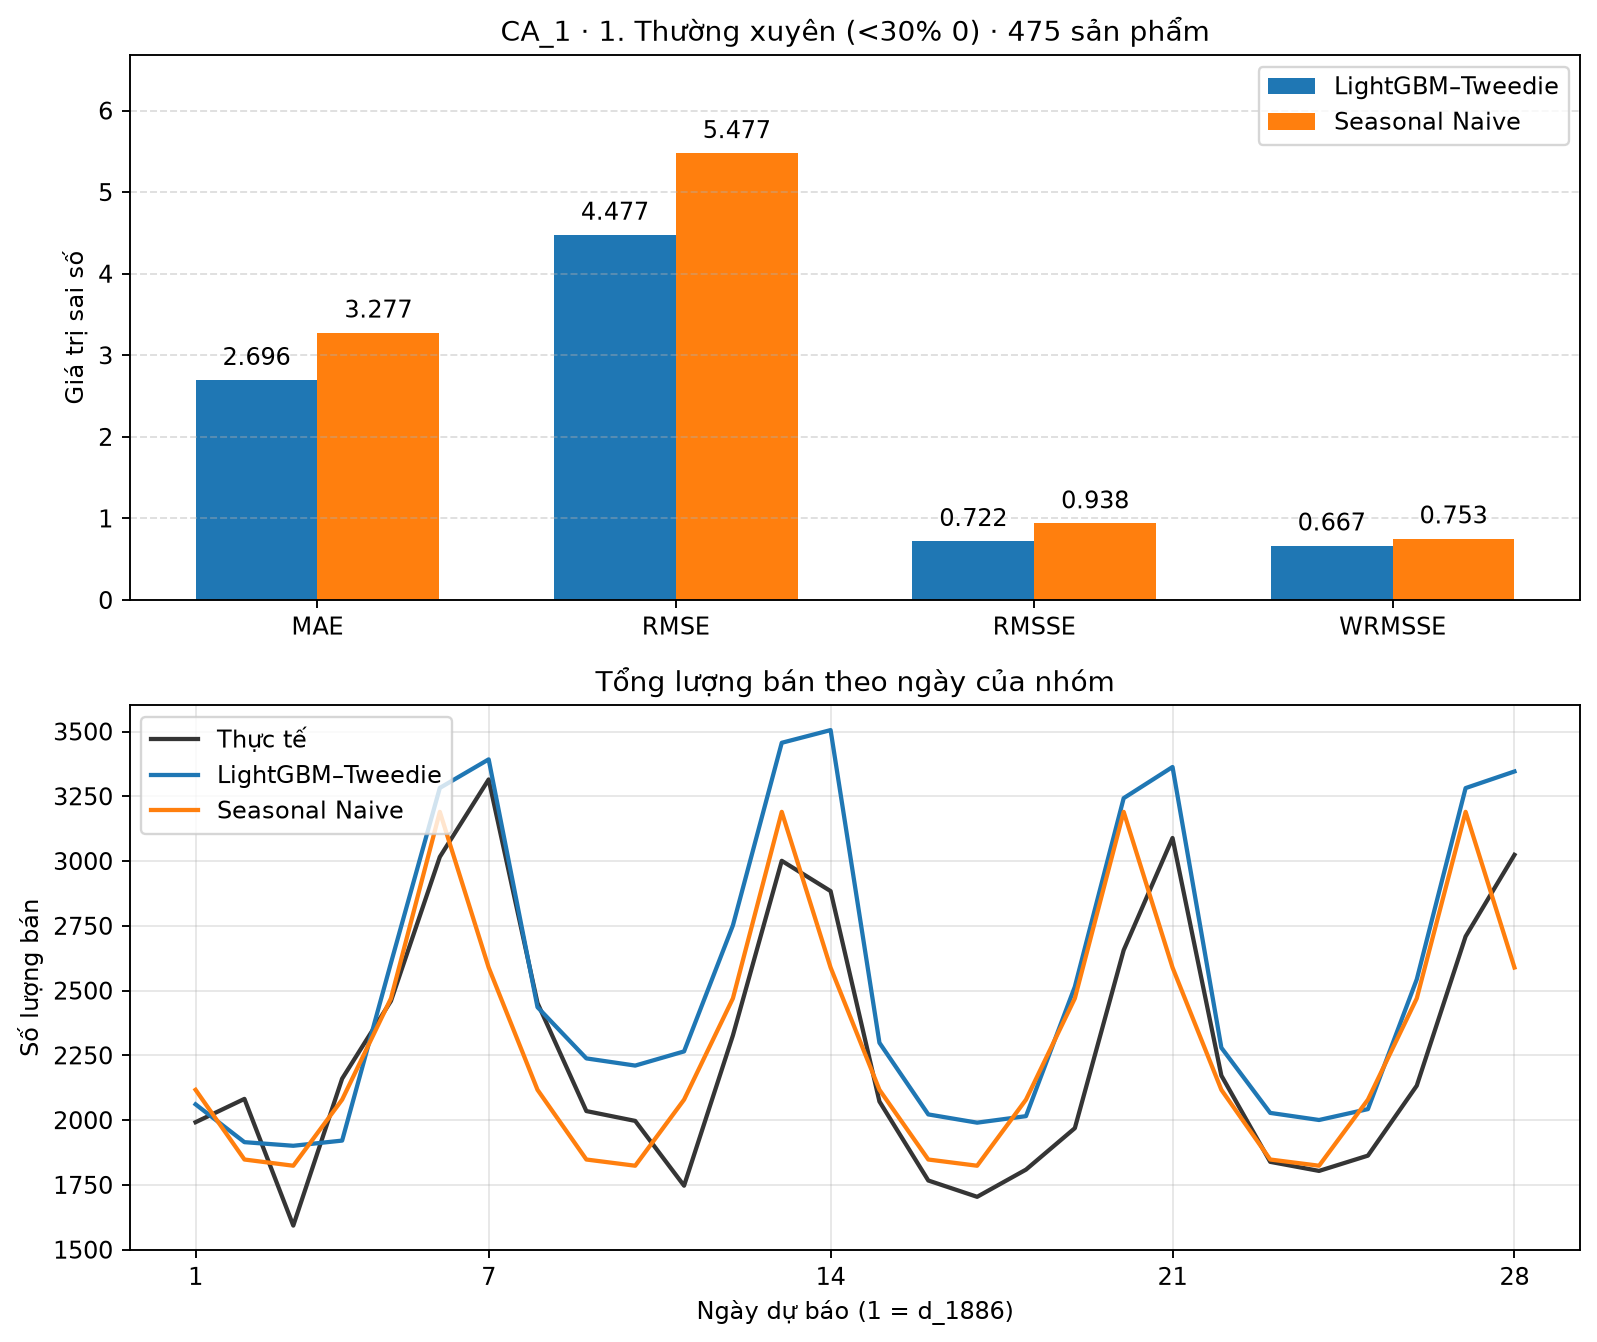 CA_1 · 1. Thường xuyên (<30% 0) · 475 sản phẩm
LightGBM–Tweedie
Seasonal Naive
Giá trị sai số
6
5
4
3
2
1
0
2.696
3.277
4.477
5.477
0.722
0.938
0.667
0.753
MAE
RMSE
RMSSE
WRMSSE
Tổng lượng bán theo ngày của nhóm
Thực tế
LightGBM–Tweedie
Seasonal Naive
Số lượng bán
3500
3250
3000
2750
2500
2250
2000
1750
1500
1
7
14
21
28
Ngày dự báo (1 = d_1886)